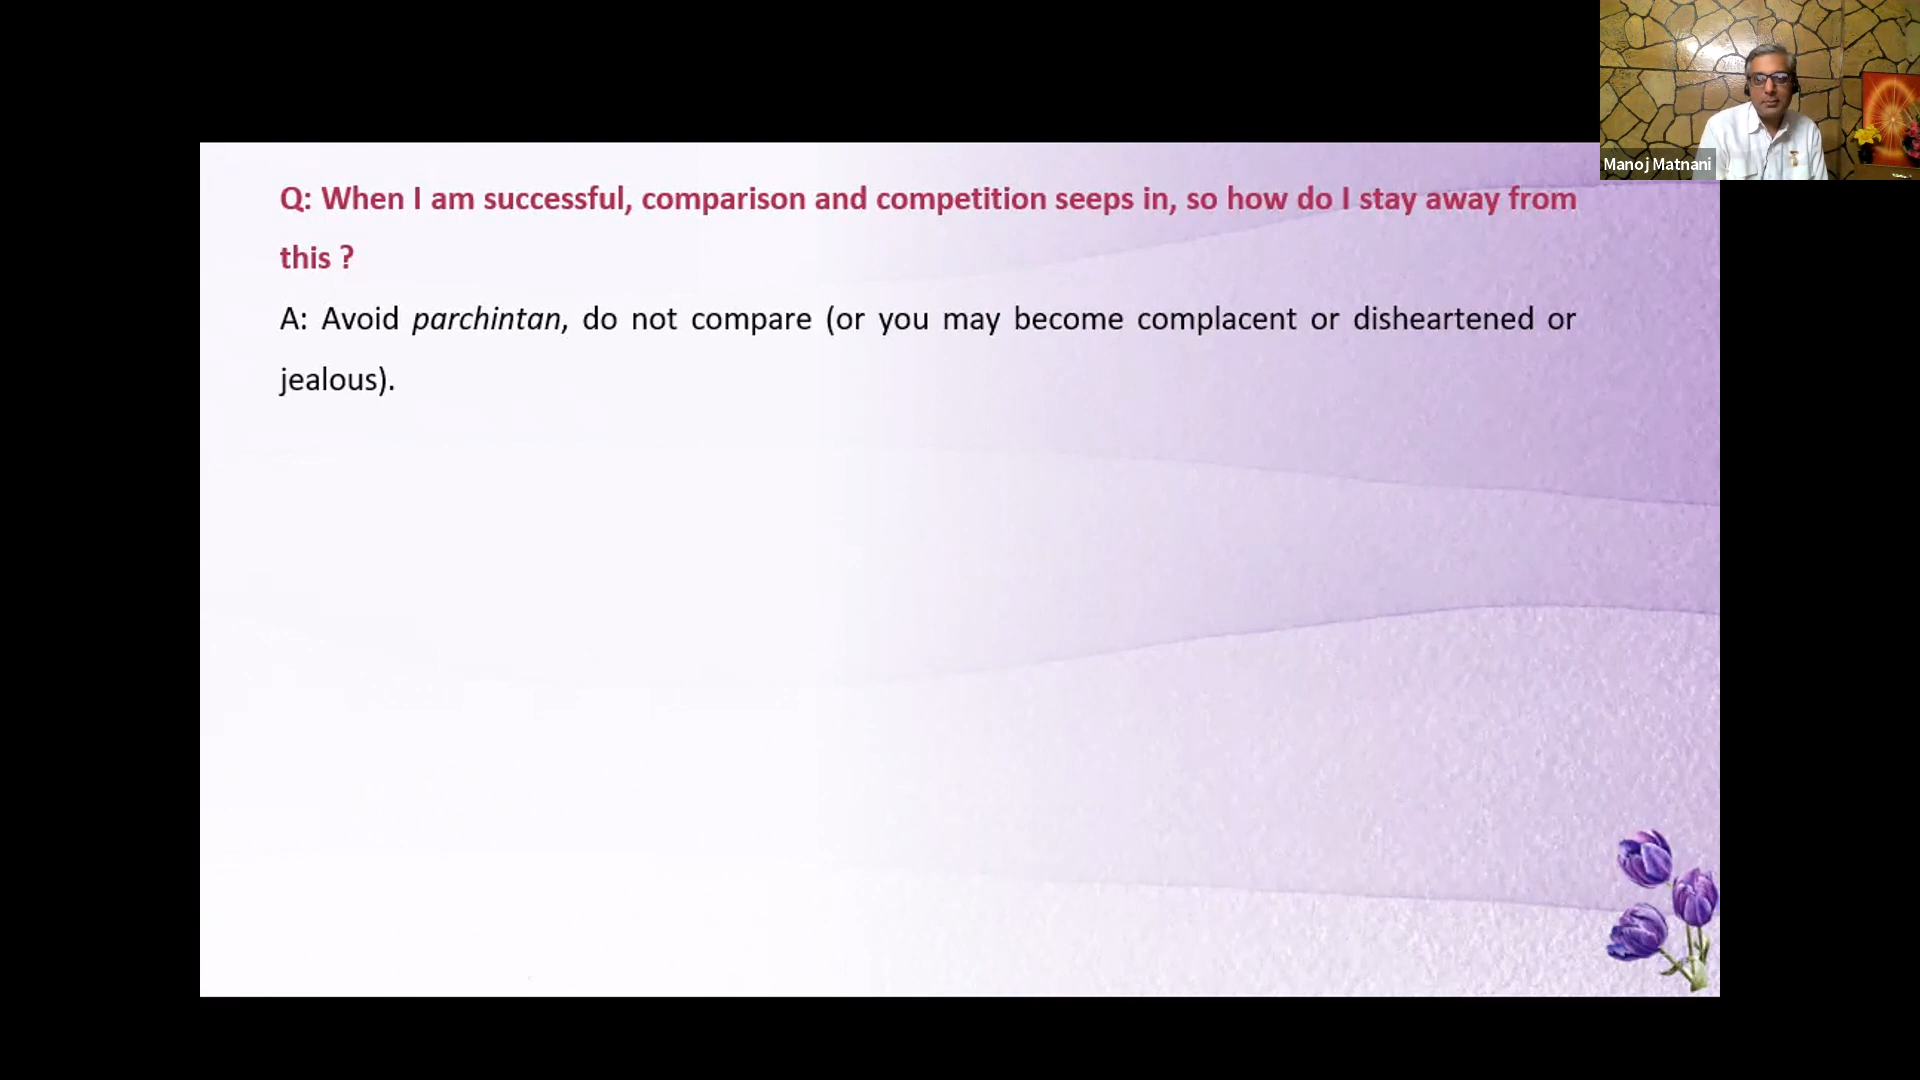 Q: When I am successful, comparison and competition seeps in, so how do I stay away from
this ?
A: Avoid parchintan, do not compare (or you may become complacent or disheartened or
jealous).
Manoj Matnani